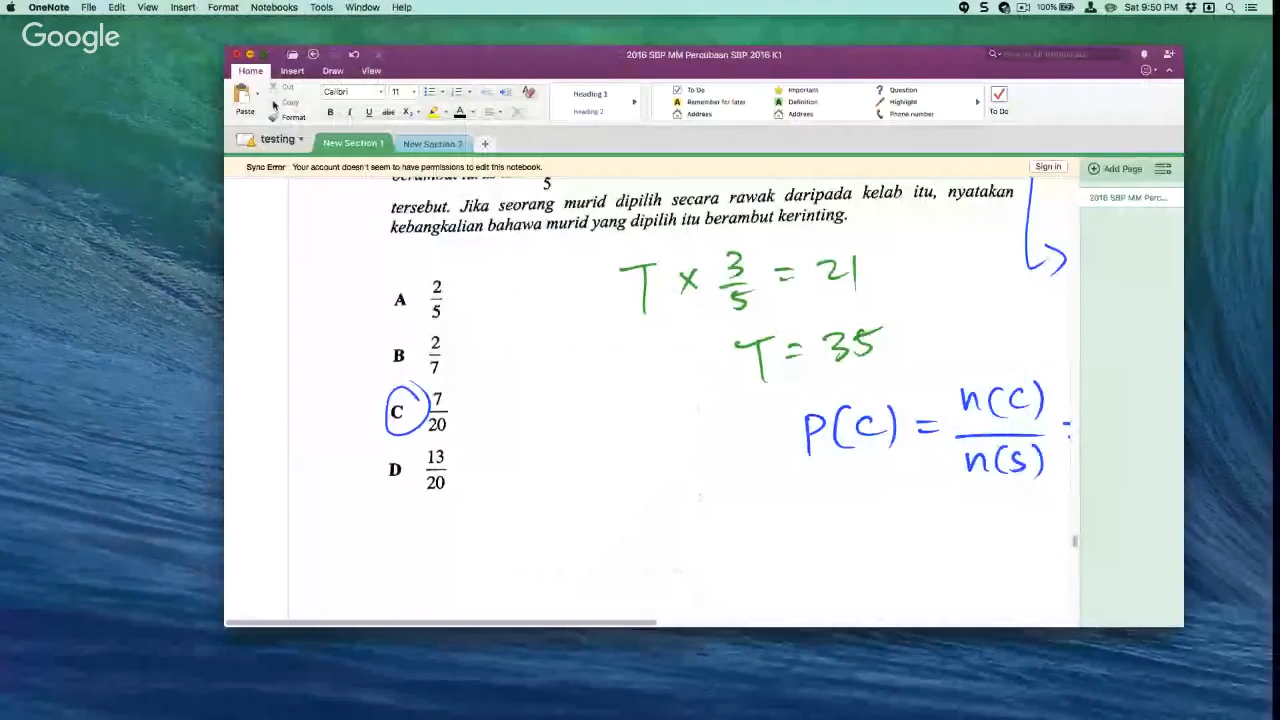 OneNote File Edit View Insert Format Notebooks Tools Window Help
100% Sat 9:50 PM
Google
2016 SBP MM Percubaan SBP 2016 K1
Home Insert Draw View
Paste
Cut
Copy
Format
Calibri 11
B I U abc X₂ A
Heading 1
Heading 2
To Do
Remember for later
Address
Important
Definition
Address
Question
Highlight
Phone number
To Do
testing New Section 1 New Section 2 +
Sync Error Your account doesn't seem to have permissions to edit this notebook. Sign in
Add Page
2016 SBP MM Perc...
5
tersebut. Jika seorang murid dipilih secara rawak daripada kelab itu, nyatakan
kebangkalian bahawa murid yang dipilih itu berambut kerinting.
T × 3/5 = 21
A 2/5
T = 35
B 2/7
C 7/20
P(C) = n(C)/n(S) =
D 13/20